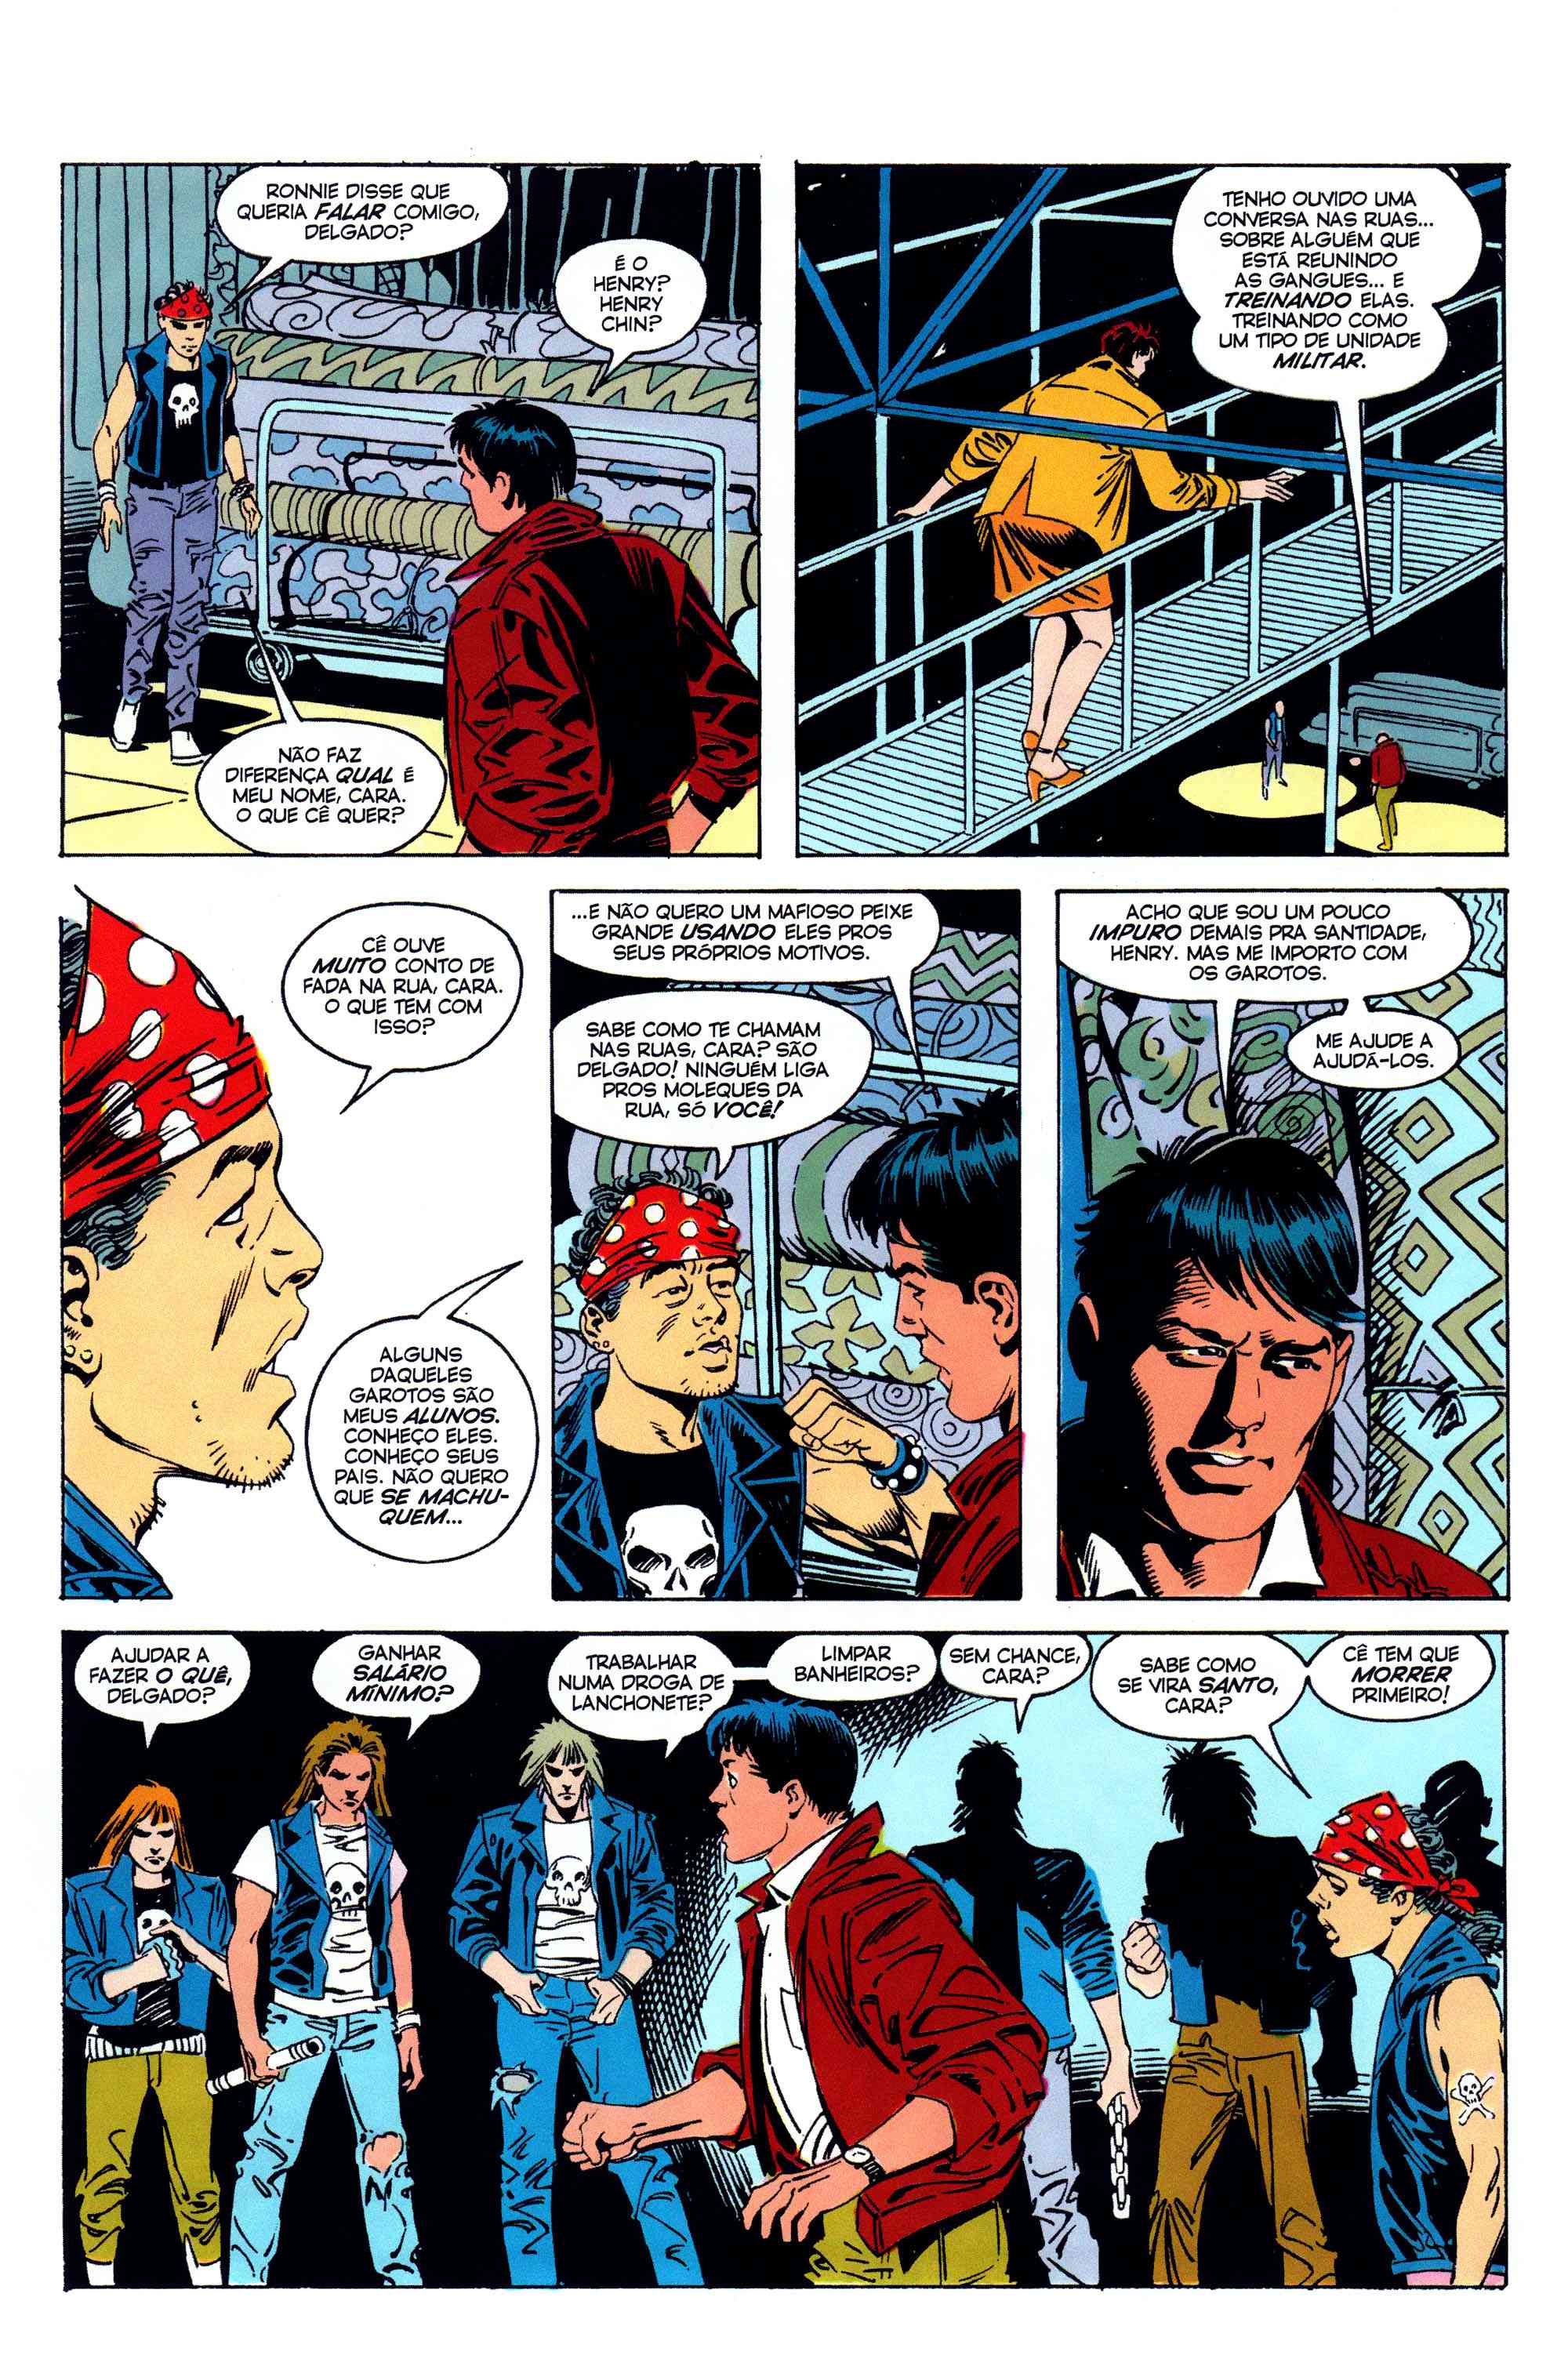 RONNIE DISSE QUE
QUERIA FALAR COMIGO,
DELGADO?
É O
HENRY?
HENRY
CHIN?
NÃO FAZ
DIFERENÇA QUAL É
MEU NOME, CARA.
O QUE CÊ QUER?
TENHO OUVIDO UMA
CONVERSA NAS RUAS...
SOBRE ALGUÉM QUE
ESTÁ REUNINDO
AS GANGUES... E
TREINANDO ELAS.
TREINANDO COMO
UM TIPO DE UNIDADE
MILITAR.
CÊ OUVE
MUITO CONTO DE
FADA NA RUA, CARA.
O QUE TEM COM
ISSO?
ALGUNS
DAQUELES
GAROTOS SÃO
MEUS ALUNOS.
CONHEÇO ELES.
CONHEÇO SEUS
PAIS. NÃO QUERO
QUE SE MACHU-
QUEM...
...E NÃO QUERO UM MAFIOSO PEIXE
GRANDE USANDO ELES PROS
SEUS PRÓPRIOS MOTIVOS.
SABE COMO TE CHAMAM
NAS RUAS, CARA? SÃO
DELGADO! NINGUÉM LIGA
PROS MOLEQUES DA
RUA, SÓ VOCÊ!
ACHO QUE SOU UM POUCO
IMPURO DEMAIS PRA SANTIDADE,
HENRY. MAS ME IMPORTO COM
OS GAROTOS.
ME AJUDE A
AJUDÁ-LOS.
AJUDAR A
FAZER O QUÊ,
DELGADO?
GANHAR
SALÁRIO
MÍNIMO?
TRABALHAR
NUMA DROGA DE
LANCHONETE?
LIMPAR
BANHEIROS?
SEM CHANCE,
CARA?
SABE COMO
SE VIRA SANTO,
CARA?
CÊ TEM QUE
MORRER
PRIMEIRO!